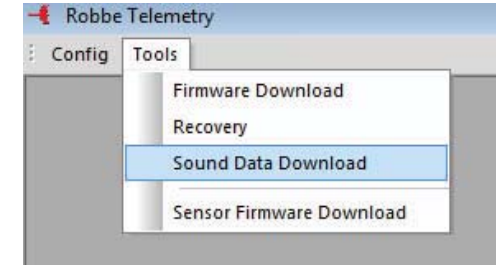 Robbe Telemetry
Config Tools
Firmware Download
Recovery
Sound Data Download
Sensor Firmware Download